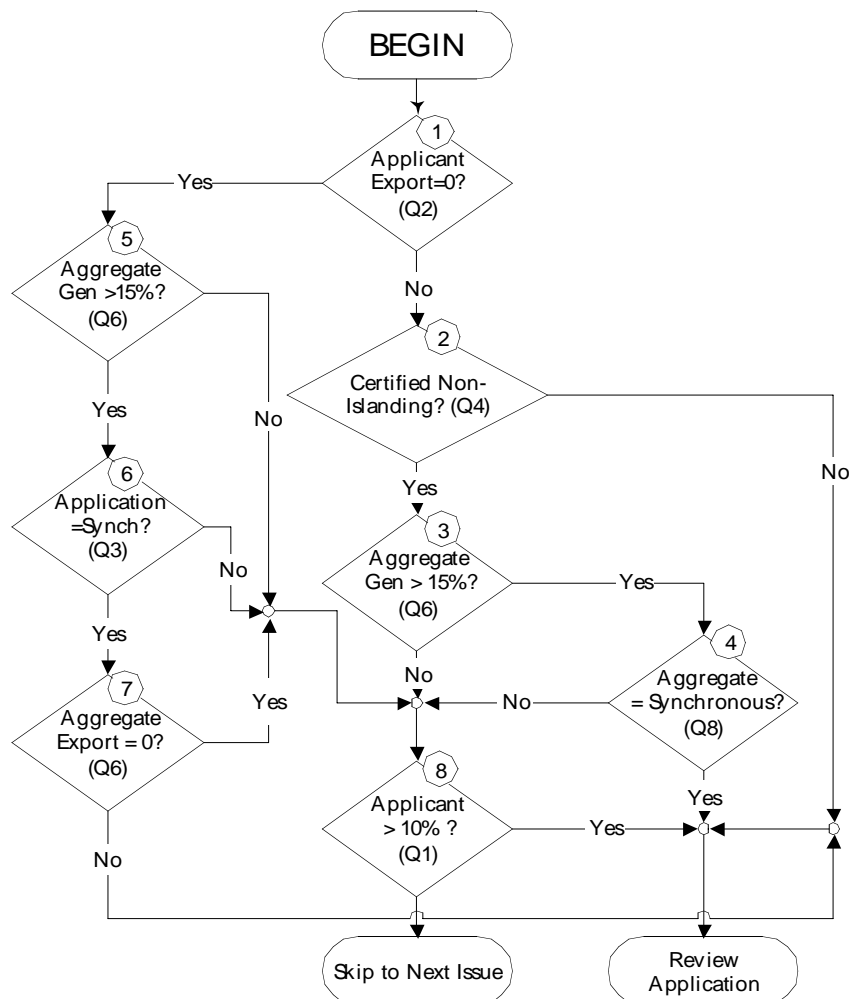 BEGIN
1
Applicant
Export=0?
(Q2)
Yes
No
5
Aggregate
Gen >15%?
(Q6)
Yes
No
2
Certified Non-
Islanding? (Q4)
Yes
No
6
Application
=Synch?
(Q3)
No
Yes
3
Aggregate
Gen > 15%?
(Q6)
Yes
No
4
Aggregate
= Synchronous?
(Q8)
No
Yes
7
Aggregate
Export = 0?
(Q6)
Yes
No
8
Applicant
> 10% ?
(Q1)
Yes
Skip to Next Issue
Review
Application